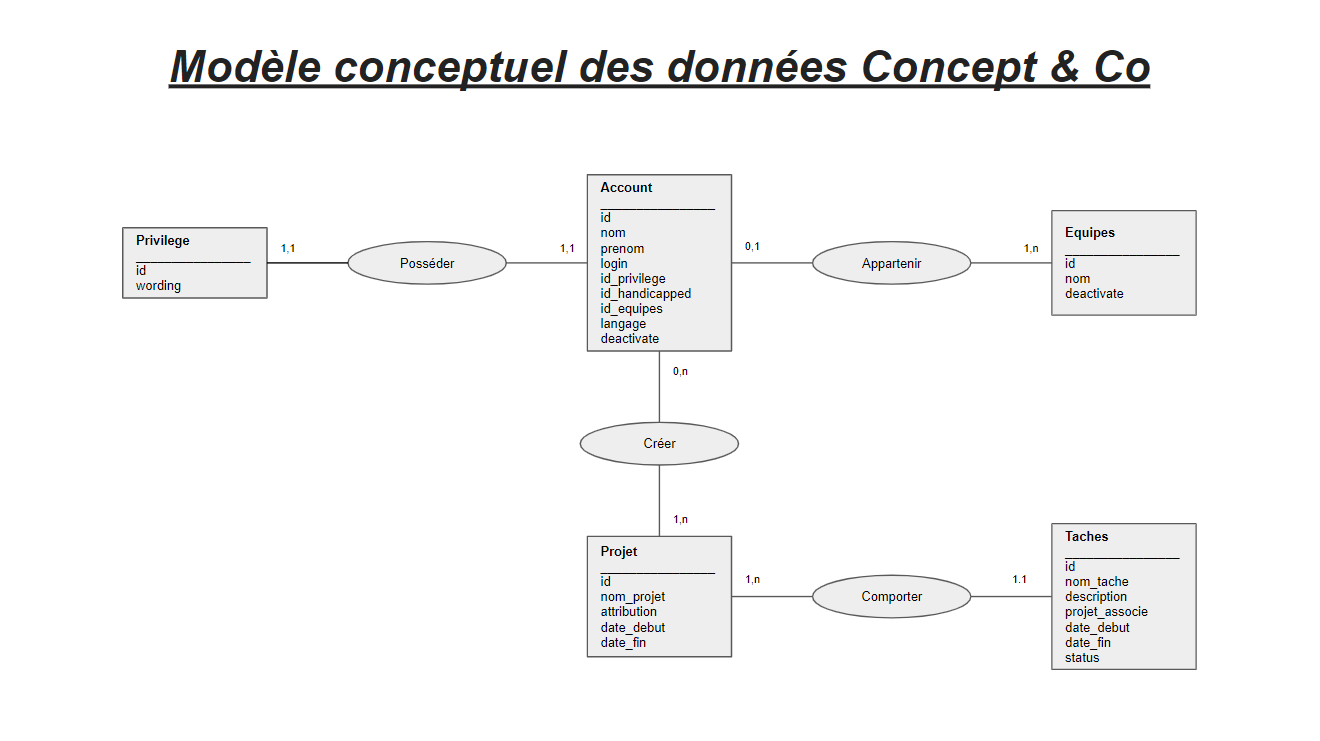 Modèle conceptuel des données Concept & Co
Privilege
id
wording
1,1
Posséder
1,1
Account
id
nom
prenom
login
id_privilege
id_handicapped
id_equipes
langage
deactivate
0,1
Appartenir
1,n
Equipes
id
nom
deactivate
0,n
Créer
1,n
Projet
id
nom_projet
attribution
date_debut
date_fin
1,n
Comporter
1.1
Taches
id
nom_tache
description
projet_associe
date_debut
date_fin
status